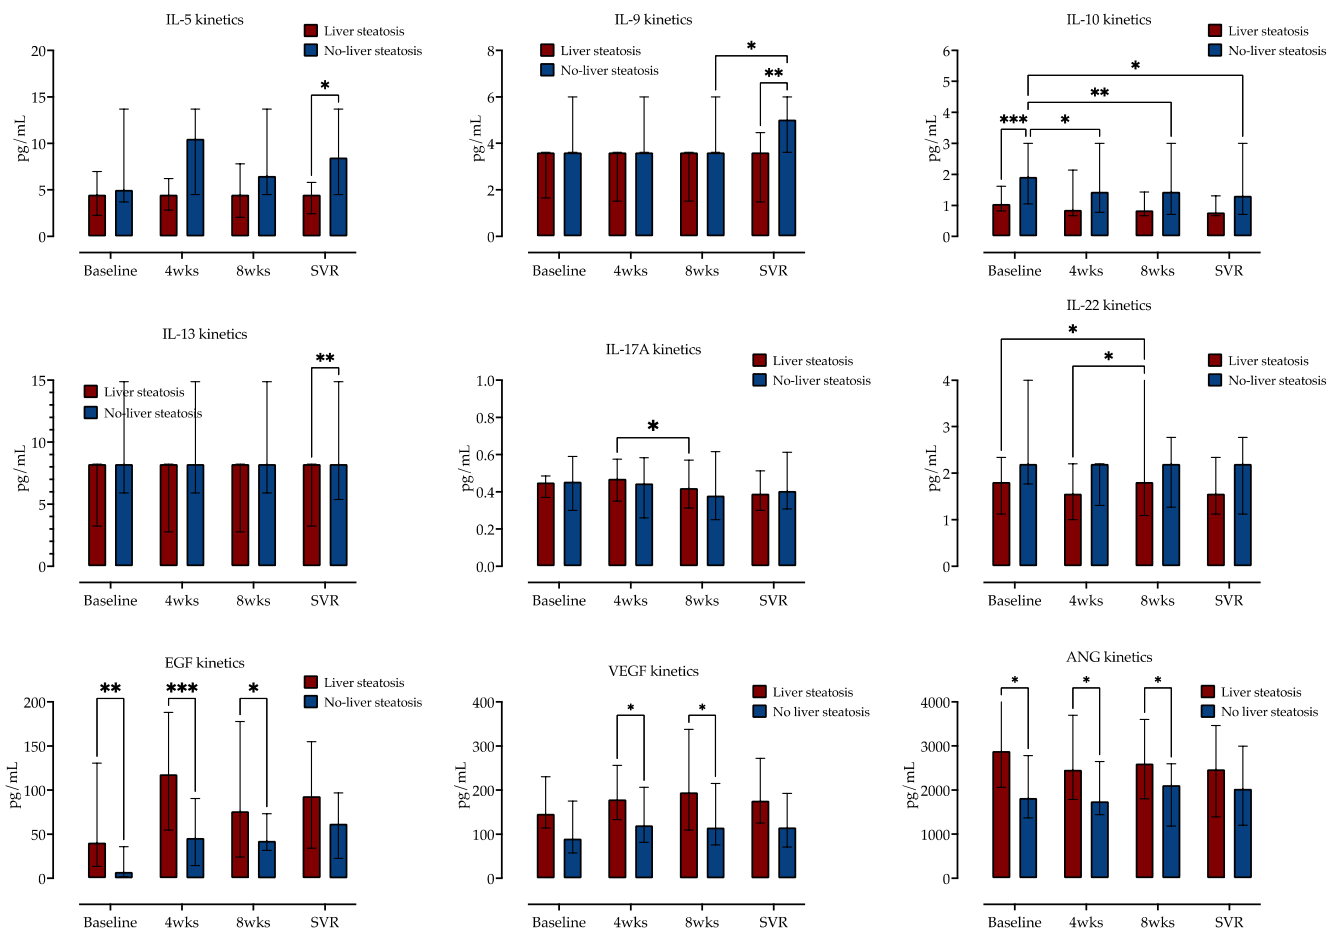 IL-5 kinetics
Liver steatosis
No-liver steatosis
pg/mL
20
15
10
5
0
*
Baseline 4wks 8wks SVR
IL-9 kinetics
Liver steatosis
No-liver steatosis
pg/mL
8
6
4
2
0
*
**
Baseline 4wks 8wks SVR
IL-10 kinetics
Liver steatosis
No-liver steatosis
pg/mL
6
5
4
3
2
1
0
*
**
*** *
Baseline 4wks 8wks SVR
IL-13 kinetics
Liver steatosis
No-liver steatosis
pg/mL
15
10
5
0
**
Baseline 4wks 8wks SVR
IL-17A kinetics
Liver steatosis
No-liver steatosis
pg/mL
1.0
0.8
0.6
0.4
0.2
0.0
*
Baseline 4wks 8wks SVR
IL-22 kinetics
Liver steatosis
No-liver steatosis
pg/mL
4
3
2
1
0
*
*
Baseline 4wks 8wks SVR
EGF kinetics
Liver steatosis
No-liver steatosis
pg/mL
200
150
100
50
0
** *** *
Baseline 4wks 8wks SVR
VEGF kinetics
Liver steatosis
No liver steatosis
pg/mL
400
300
200
100
0
* *
Baseline 4wks 8wks SVR
ANG kinetics
Liver steatosis
No liver steatosis
pg/mL
4000
3000
2000
1000
0
* * *
Baseline 4wks 8wks SVR